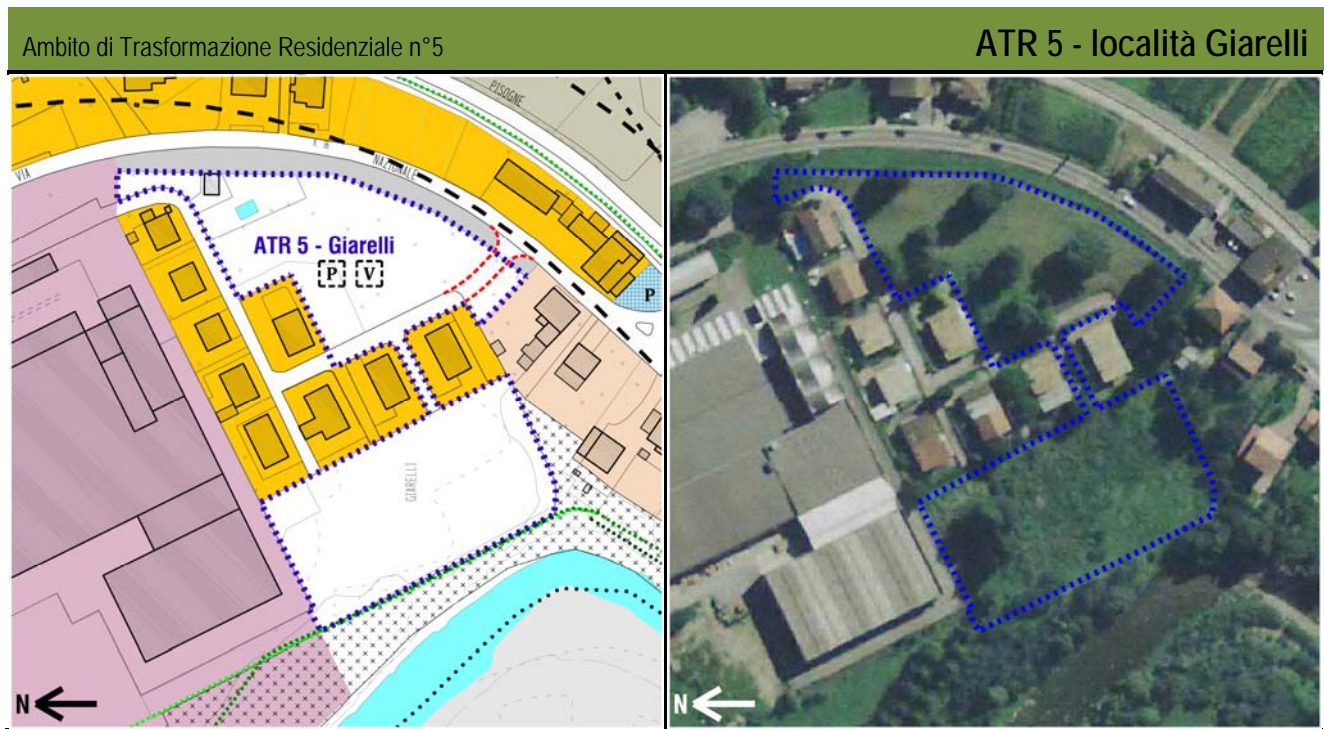 Ambito di Trasformazione Residenziale n°5
ATR 5 - località Giarelli
PISOGNE
VIA
NAZIONALE
ATR 5 - Giarelli
P V
P
GIARELLI
N
N